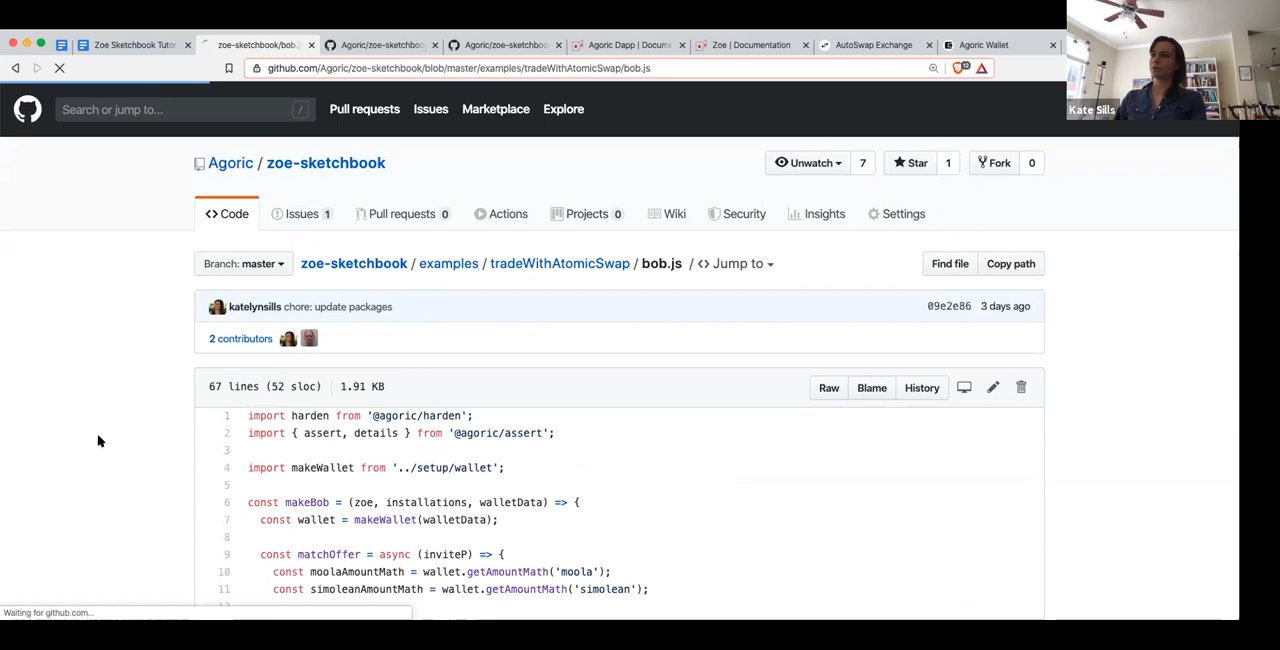 Zoe Sketchbook Tutor
zoe-sketchbook/bob.j
Agoric/zoe-sketchboo
Agoric/zoe-sketchboo
Agoric Dapp | Docume
Zoe | Documentation
AutoSwap Exchange
Agoric Wallet
github.com/Agoric/zoe-sketchbook/blob/master/examples/tradeWithAtomicSwap/bob.js
Kate Sills
Search or jump to...
/
Pull requests
Issues
Marketplace
Explore
Agoric / zoe-sketchbook
Unwatch 7
Star 1
Fork 0
<> Code
Issues 1
Pull requests 0
Actions
Projects 0
Wiki
Security
Insights
Settings
Branch: master
zoe-sketchbook / examples / tradeWithAtomicSwap / bob.js / <> Jump to
Find file
Copy path
katelynsills chore: update packages
09e2e86 3 days ago
2 contributors
67 lines (52 sloc) | 1.91 KB
Raw
Blame
History
1 import harden from '@agoric/harden';
2 import { assert, details } from '@agoric/assert';
3
4 import makeWallet from '../setup/wallet';
5
6 const makeBob = (zoe, installations, walletData) => {
7 const wallet = makeWallet(walletData);
8
9 const matchOffer = async (inviteP) => {
10 const moolaAmountMath = wallet.getAmountMath('moola');
11 const simoleanAmountMath = wallet.getAmountMath('simolean');
Waiting for github.com...